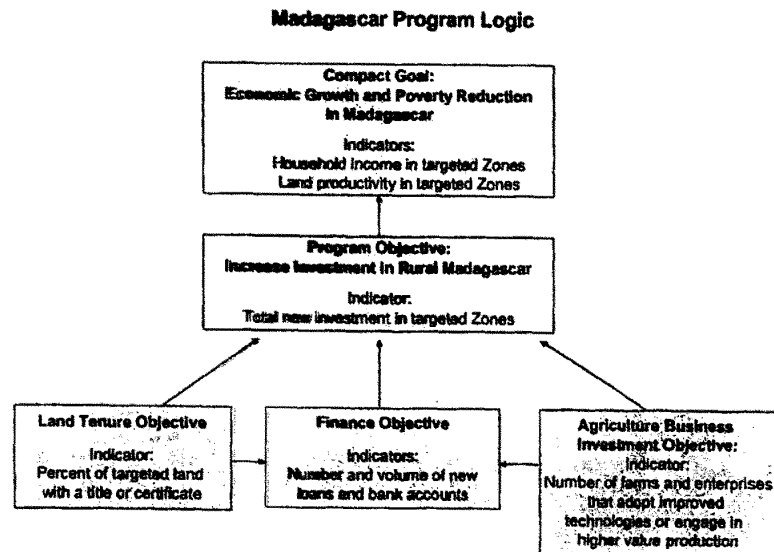 Madagascar Program Logic
Compact Goal:
Economic Growth and Poverty Reduction
in Madagascar
Indicators:
Household income in targeted Zones
Land productivity in targeted Zones
Program Objective:
Increase Investment in Rural Madagascar
Indicator:
Total new investment in targeted Zones
Land Tenure Objective
Indicator:
Percent of targeted land
with a title or certificate
Finance Objective
Indicators:
Number and volume of new
loans and bank accounts
Agriculture Business
Investment Objective:
Indicator:
Number of farms and enterprises
that adopt improved
technologies or engage in
higher value production